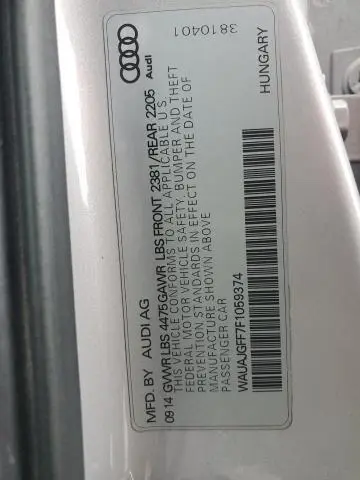 MFD. BY AUDI AG
0914 GVWR LBS 4475 GAWR LBS FRONT 2381/REAR 2205
THIS VEHICLE CONFORMS TO ALL APPLICABLE U.S.
FEDERAL MOTOR VEHICLE SAFETY, BUMPER AND THEFT
PREVENTION STANDARDS IN EFFECT ON THE DATE OF
MANUFACTURE SHOWN ABOVE
PASSENGER CAR
WAUAJGFF7F1059374
Audi
3810401
HUNGARY